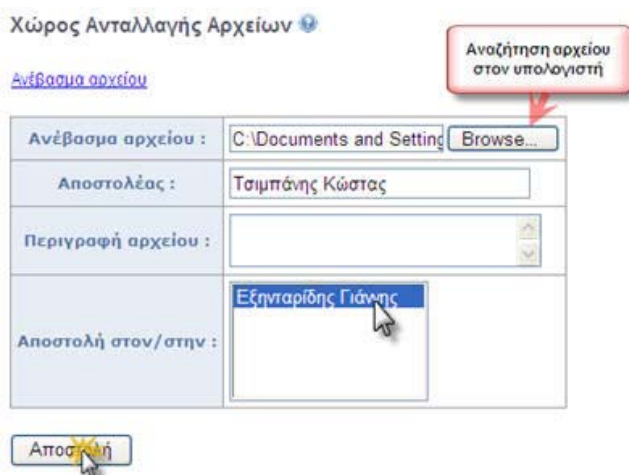 Χώρος Ανταλλαγής Αρχείων
Αναζήτηση αρχείου
στον υπολογιστή
Ανέβασμα αρχείου
Ανέβασμα αρχείου :
C:\Documents and Setting
Browse...
Αποστολέας :
Τσιμπάνης Κώστας
Περιγραφή αρχείου :
Αποστολή στον/στην :
Εξηνταρίδης Γιάννης
Αποστολή